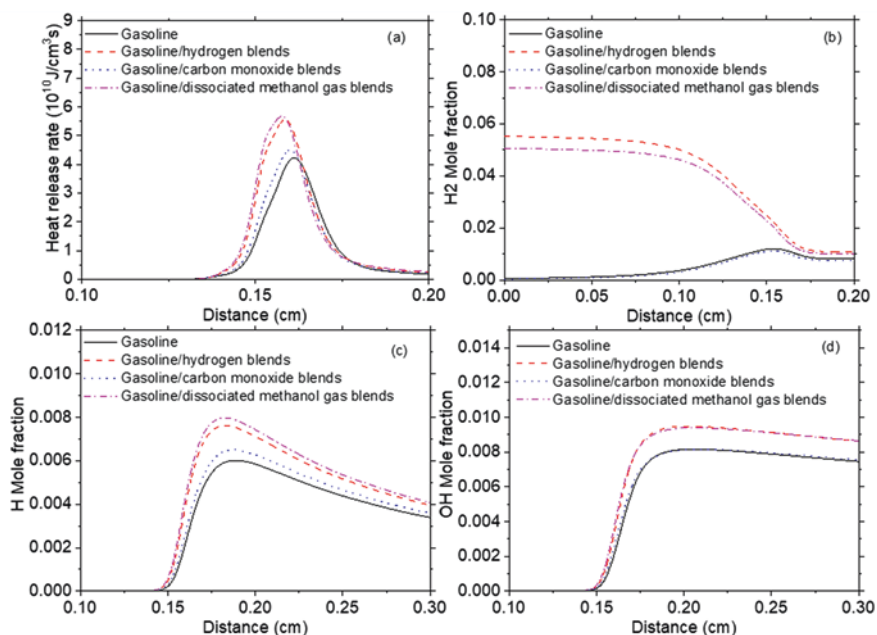 Heat release rate (10^10 J/cm^3s)
9
8
7
6
5
4
3
2
1
0
Gasoline
Gasoline/hydrogen blends
Gasoline/carbon monoxide blends
Gasoline/dissociated methanol gas blends
(a)
0.10 0.15 0.20
Distance (cm)
H2 Mole fraction
0.10
0.08
0.06
0.04
0.02
0.00
Gasoline
Gasoline/hydrogen blends
Gasoline/carbon monoxide blends
Gasoline/dissociated methanol gas blends
(b)
0.00 0.05 0.10 0.15 0.20
Distance (cm)
H Mole fraction
0.012
0.010
0.008
0.006
0.004
0.002
0.000
Gasoline
Gasoline/hydrogen blends
Gasoline/carbon monoxide blends
Gasoline/dissociated methanol gas blends
(c)
0.10 0.15 0.20 0.25 0.30
Distance (cm)
OH Mole fraction
0.014
0.012
0.010
0.008
0.006
0.004
0.002
0.000
Gasoline
Gasoline/hydrogen blends
Gasoline/carbon monoxide blends
Gasoline/dissociated methanol gas blends
(d)
0.10 0.15 0.20 0.25 0.30
Distance (cm)